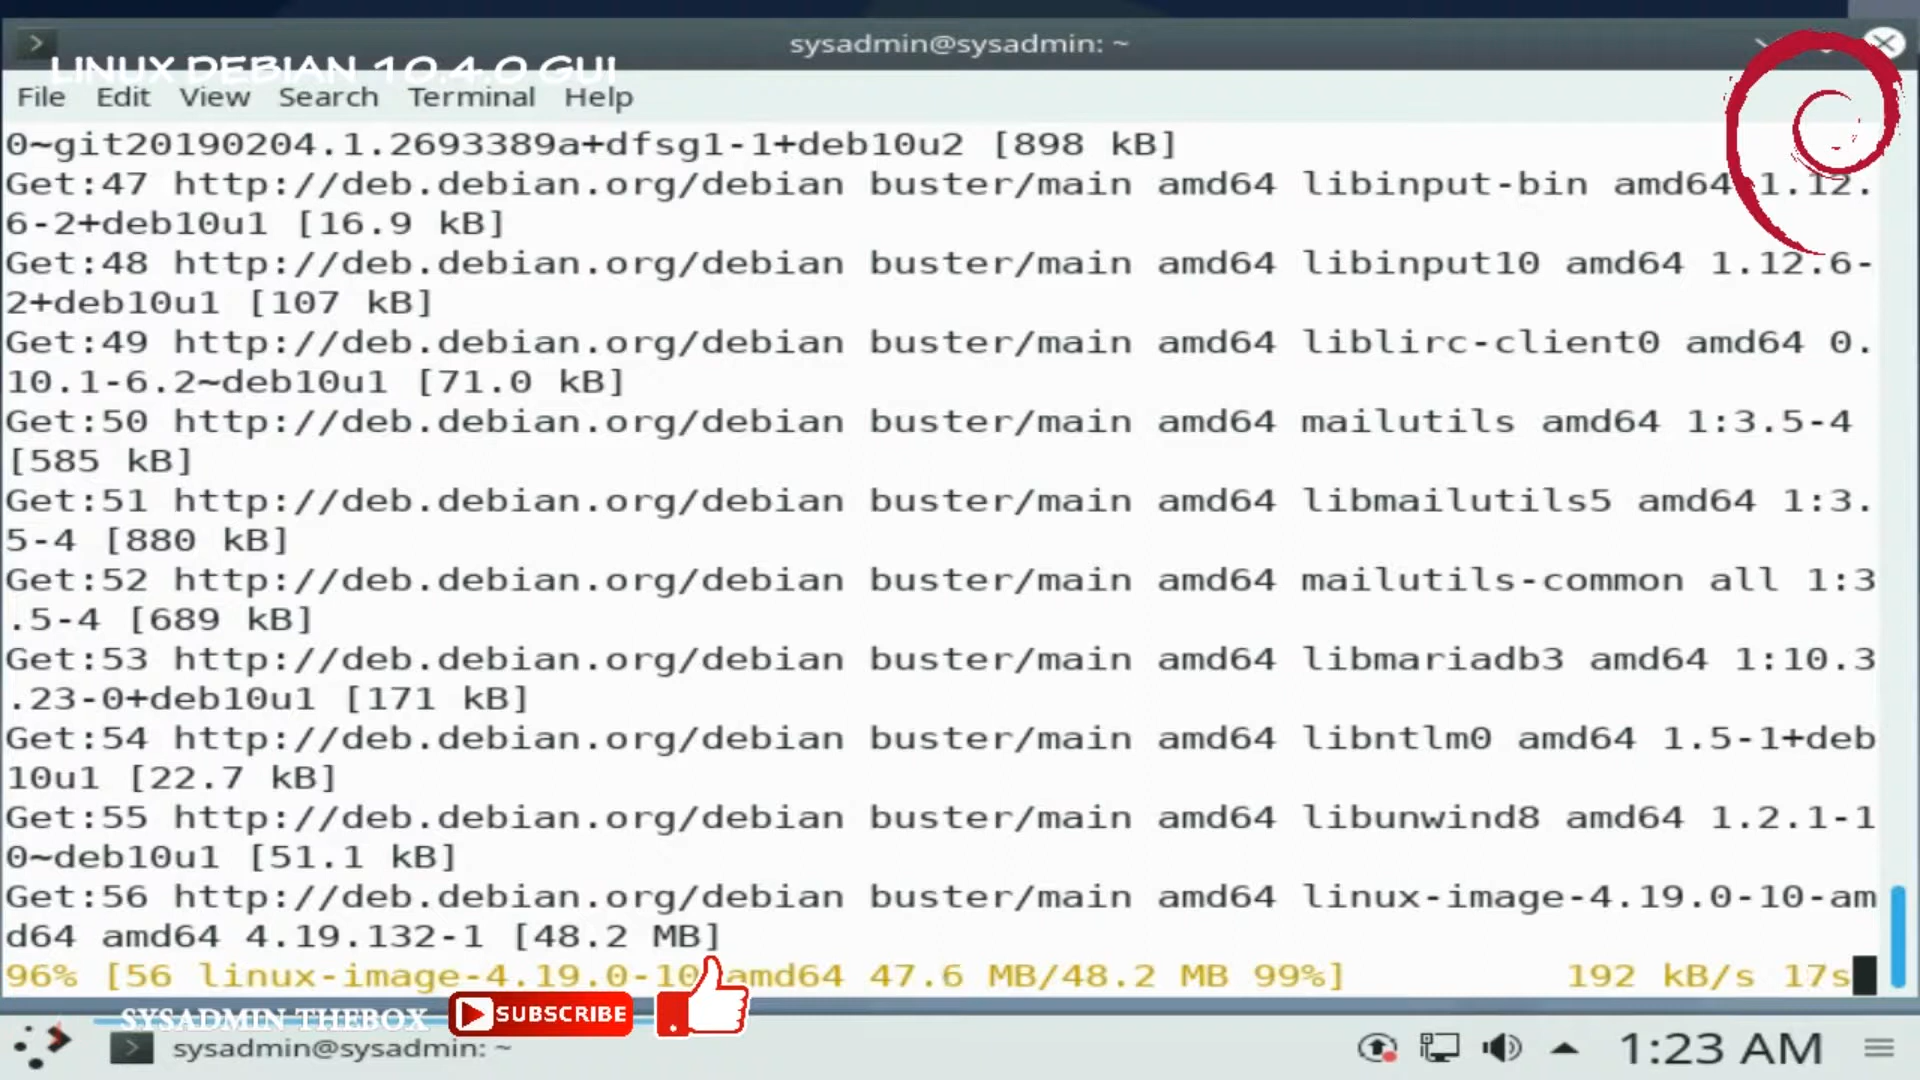 sysadmin@sysadmin: ~
LINUX DEBIAN 10.4.0 GUI
File Edit View Search Terminal Help
0~git20190204.1.2693389a+dfsg1-1+deb10u2 [898 kB]
Get:47 http://deb.debian.org/debian buster/main amd64 libinput-bin amd64 1.12.
6-2+deb10u1 [16.9 kB]
Get:48 http://deb.debian.org/debian buster/main amd64 libinput10 amd64 1.12.6-
2+deb10u1 [107 kB]
Get:49 http://deb.debian.org/debian buster/main amd64 liblirc-client0 amd64 0.
10.1-6.2~deb10u1 [71.0 kB]
Get:50 http://deb.debian.org/debian buster/main amd64 mailutils amd64 1:3.5-4
[585 kB]
Get:51 http://deb.debian.org/debian buster/main amd64 libmailutils5 amd64 1:3.
5-4 [880 kB]
Get:52 http://deb.debian.org/debian buster/main amd64 mailutils-common all 1:3
.5-4 [689 kB]
Get:53 http://deb.debian.org/debian buster/main amd64 libmariadb3 amd64 1:10.3
.23-0+deb10u1 [171 kB]
Get:54 http://deb.debian.org/debian buster/main amd64 libntlm0 amd64 1.5-1+deb
10u1 [22.7 kB]
Get:55 http://deb.debian.org/debian buster/main amd64 libunwind8 amd64 1.2.1-1
0~deb10u1 [51.1 kB]
Get:56 http://deb.debian.org/debian buster/main amd64 linux-image-4.19.0-10-am
d64 amd64 4.19.132-1 [48.2 MB]
96% [56 linux-image-4.19.0-10-amd64 47.6 MB/48.2 MB 99%] 192 kB/s 17s
SYSADMIN THEBOX SUBSCRIBE
sysadmin@sysadmin: ~ 1:23 AM